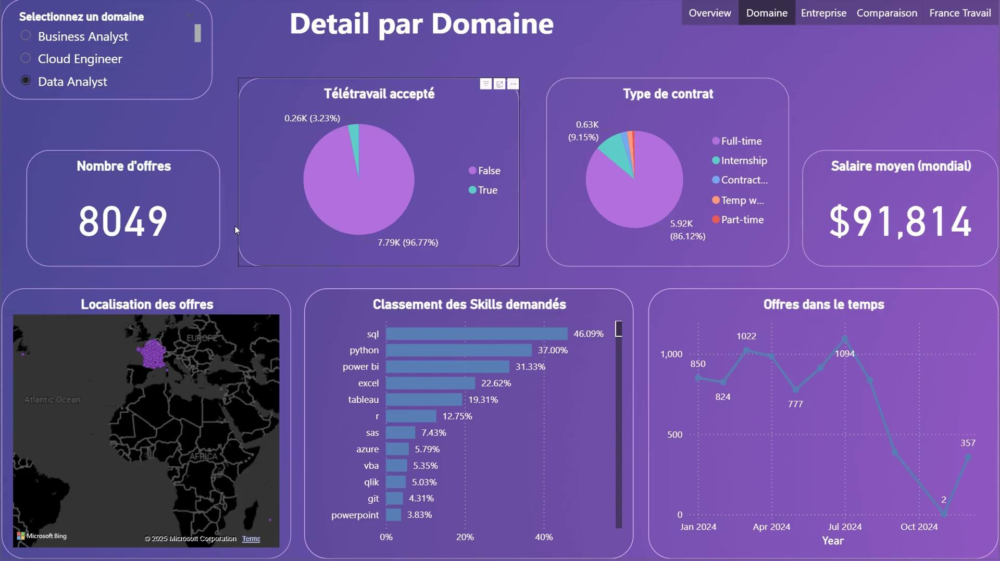 Selectionnez un domaine
Business Analyst
Cloud Engineer
Data Analyst
Detail par Domaine
Overview
Domaine
Entreprise
Comparaison
France Travail
Nombre d'offres
8049
Télétravail accepté
0.26K (3.23%)
7.79K (96.77%)
False
True
Type de contrat
0.63K
(9.15%)
5.92K
(86.12%)
Full-time
Internship
Contract...
Temp w...
Part-time
Salaire moyen (mondial)
$91,814
Localisation des offres
EUROPE
Atlantic Ocean
AFRICA
Microsoft Bing
© 2025 Microsoft Corporation Terms
Classement des Skills demandés
sql 46.09%
python 37.00%
power bi 31.33%
excel 22.62%
tableau 19.31%
r 12.75%
sas 7.43%
azure 5.79%
vba 5.35%
qlik 5.03%
git 4.31%
powerpoint 3.83%
0% 20% 40%
Offres dans le temps
1,000
500
0
850
824
1022
777
1094
2
357
Jan 2024 Apr 2024 Jul 2024 Oct 2024
Year